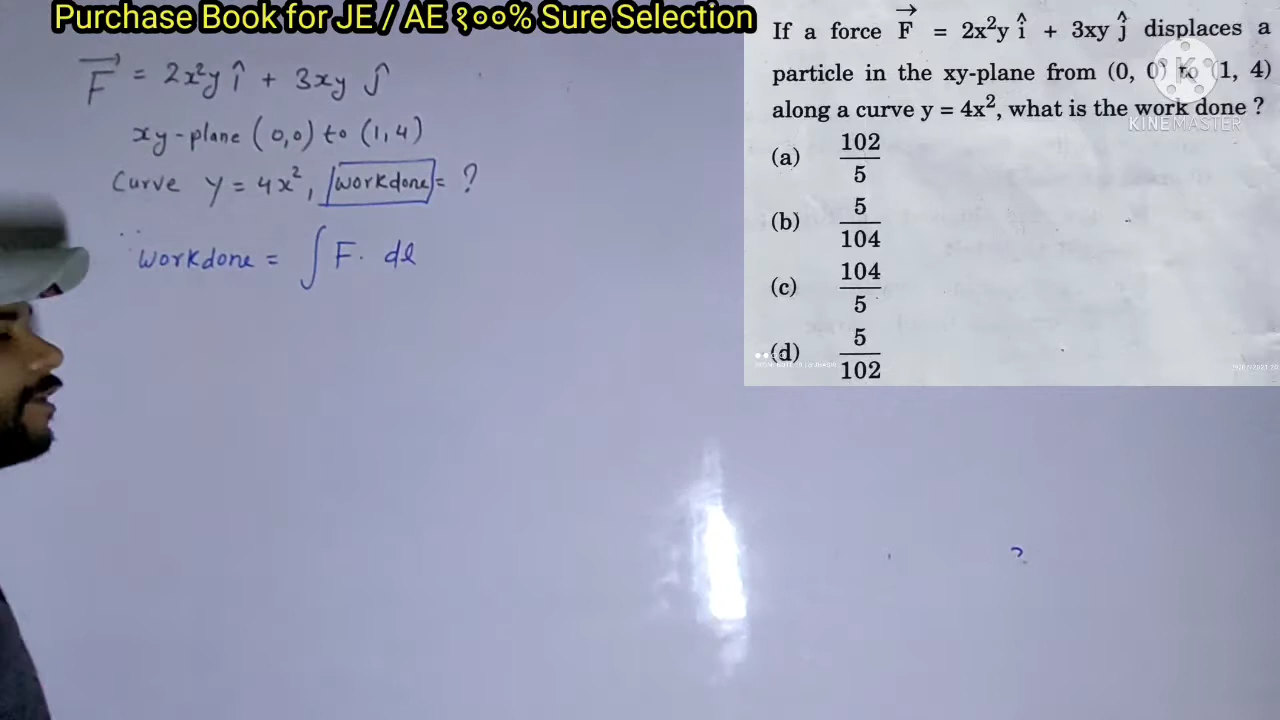 Purchase Book for JE / AE १००% Sure Selection
F = 2x²y î + 3xy ĵ
xy-plane (0,0) to (1,4)
Curve y = 4x², workdone = ?
∵ workdone = ∫ F. dl
If a force F = 2x²y î + 3xy ĵ displaces a
particle in the xy-plane from (0, 0) to (1, 4)
along a curve y = 4x², what is the work done ?
K
KINEMASTER
(a) 102/5
(b) 5/104
(c) 104/5
(d) 5/102
?